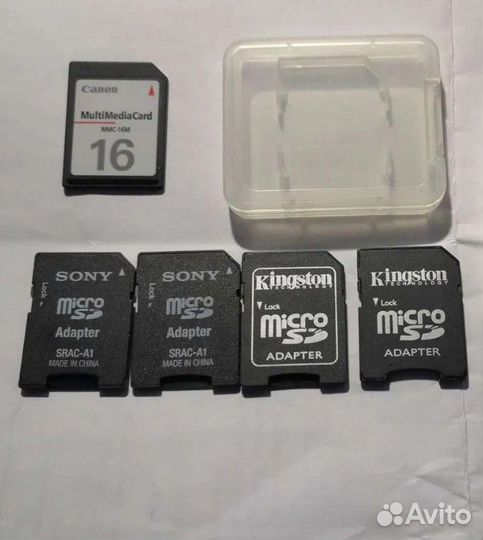 Canon
MultiMediaCard
MMC-16M
16
SONY
Lock
micro SD
Adapter
SRAC-A1
MADE IN CHINA
SONY
Lock
micro SD
Adapter
SRAC-A1
MADE IN CHINA
Kingston
TECHNOLOGY
Lock
micro SD
ADAPTER
Kingston
TECHNOLOGY
Lock
micro SD
ADAPTER
Avito